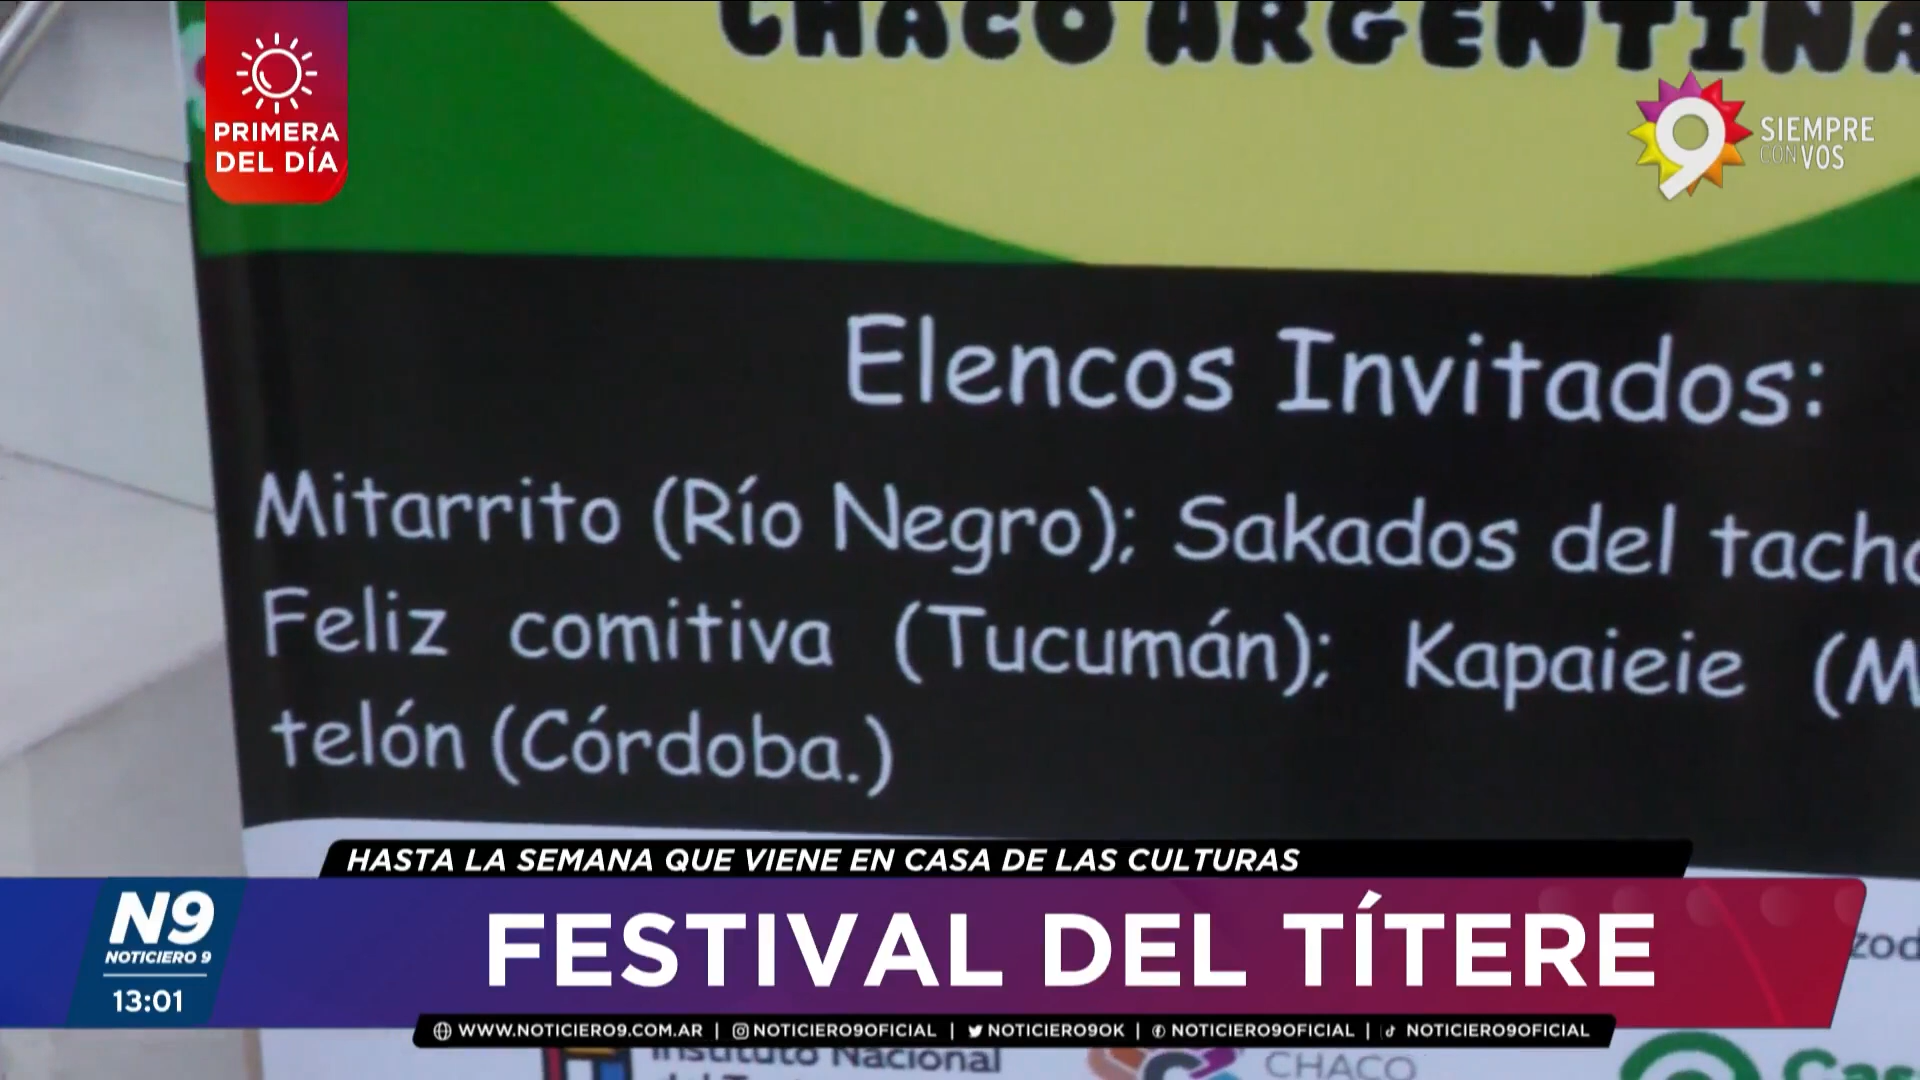 CHACO ARGENTINA
PRIMERA
DEL DÍA
9 SIEMPRE
CON VOS
Elencos Invitados:
Mitarrito (Río Negro); Sakados del tacho
Feliz comitiva (Tucumán); Kapaieie (M
telón (Córdoba.)
HASTA LA SEMANA QUE VIENE EN CASA DE LAS CULTURAS
FESTIVAL DEL TÍTERE
N9
NOTICIERO 9
13:01
WWW.NOTICIERO9.COM.AR | NOTICIERO9OFICIAL | NOTICIERO9OK | NOTICIERO9OFICIAL | NOTICIERO9OFICIAL
Instituto Nacional
CHACO